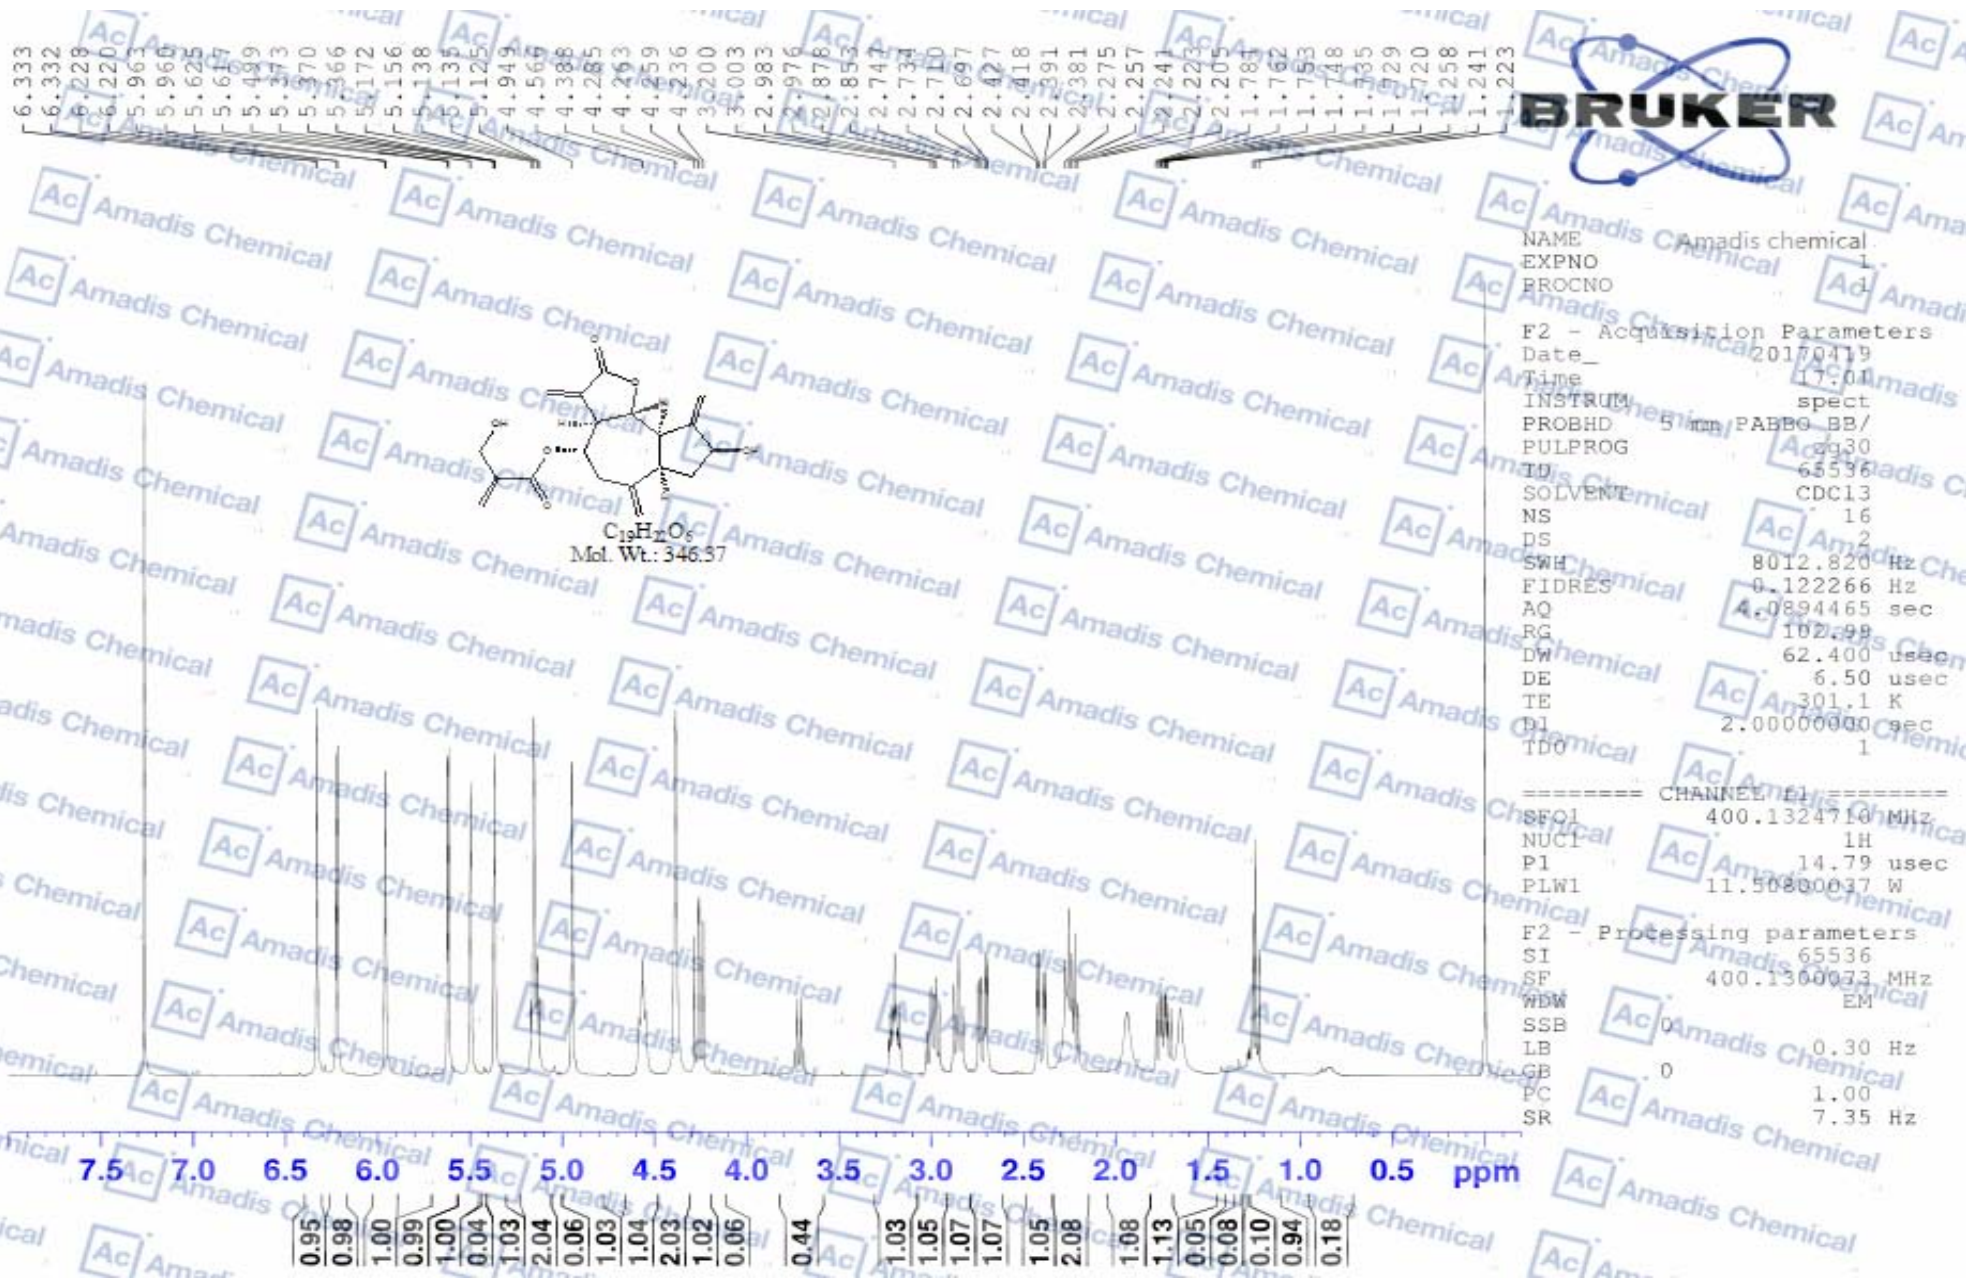 6.333
6.332
6.228
6.220
5.963
5.960
5.625
5.617
5.499
5.373
5.370
5.366
5.172
5.156
5.138
5.135
5.125
4.949
4.569
4.388
4.285
4.263
4.259
4.236
3.200
3.003
2.983
2.976
2.878
2.853
2.747
2.734
2.710
2.697
2.427
2.418
2.391
2.381
2.275
2.257
2.241
2.223
2.205
1.783
1.762
1.753
1.748
1.735
1.729
1.720
1.258
1.241
1.223
BRUKER
NAME Amadis chemical
EXPNO 1
PROCNO 1
F2 - Acquisition Parameters
Date_ 20170419
Time 17.01
INSTRUM spect
PROBHD 5 mm PABBO BB/
PULPROG zg30
TD 65536
SOLVENT CDCl3
NS 16
DS 2
SWH 8012.820 Hz
FIDRES 0.122266 Hz
AQ 4.0894465 sec
RG 102.99
DW 62.400 usec
DE 6.50 usec
TE 301.1 K
D1 2.00000000 sec
TD0 1
======== CHANNEL f1 ========
SFO1 400.1324710 MHz
NUC1 1H
P1 14.79 usec
PLW1 11.50800037 W
F2 - Processing parameters
SI 65536
SF 400.1300073 MHz
WDW EM
SSB 0
LB 0.30 Hz
GB 0
PC 1.00
SR 7.35 Hz
Mol. Wt.: 346.37
7.5 7.0 6.5 6.0 5.5 5.0 4.5 4.0 3.5 3.0 2.5 2.0 1.5 1.0 0.5 ppm
0.95
0.98
1.00
0.99
1.00
0.04
1.03
2.04
0.06
1.03
1.04
2.03
1.02
0.06
0.44
1.03
1.05
1.07
1.07
1.05
2.08
1.08
1.13
0.05
0.08
0.10
0.94
0.18
Ac Amadis Chemical